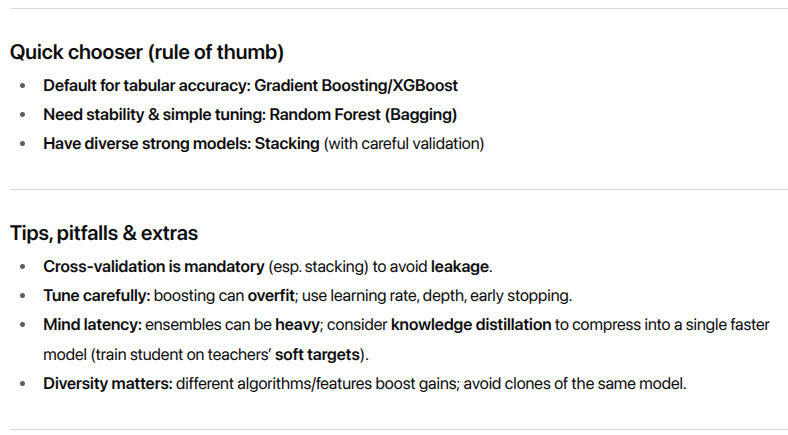 Quick chooser (rule of thumb)
• Default for tabular accuracy: Gradient Boosting/XGBoost
• Need stability & simple tuning: Random Forest (Bagging)
• Have diverse strong models: Stacking (with careful validation)
Tips, pitfalls & extras
• Cross-validation is mandatory (esp. stacking) to avoid leakage.
• Tune carefully: boosting can overfit; use learning rate, depth, early stopping.
• Mind latency: ensembles can be heavy; consider knowledge distillation to compress into a single faster
model (train student on teachers’ soft targets).
• Diversity matters: different algorithms/features boost gains; avoid clones of the same model.